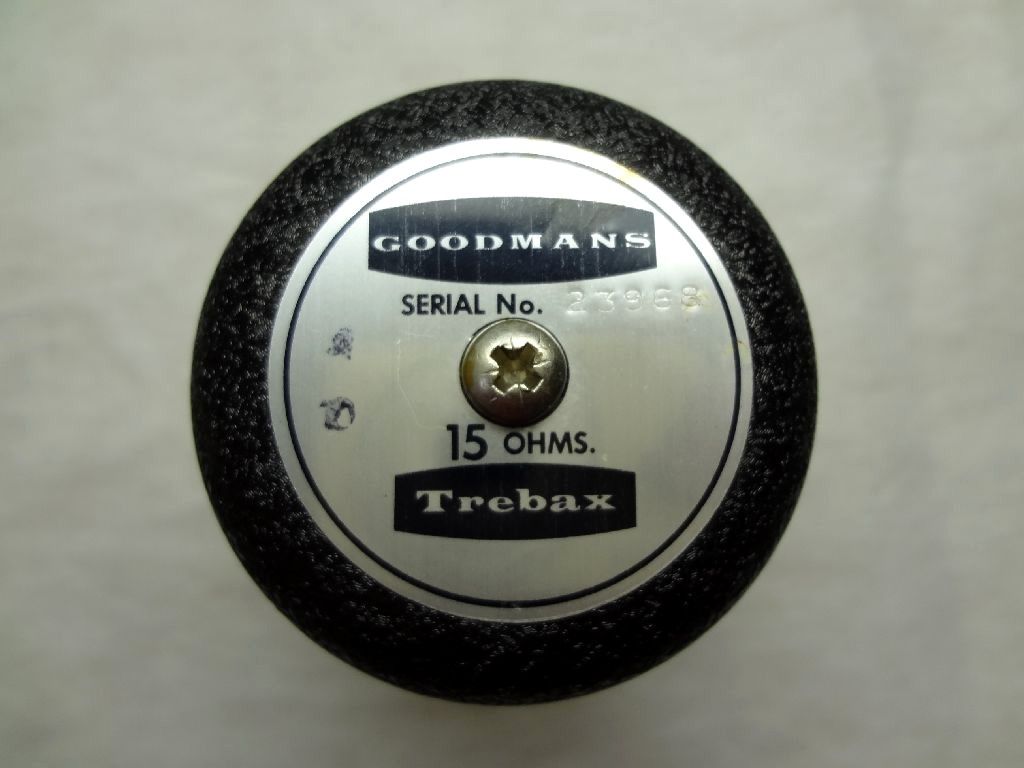 GOODMANS
SERIAL No. 23968
15 OHMS.
Trebax